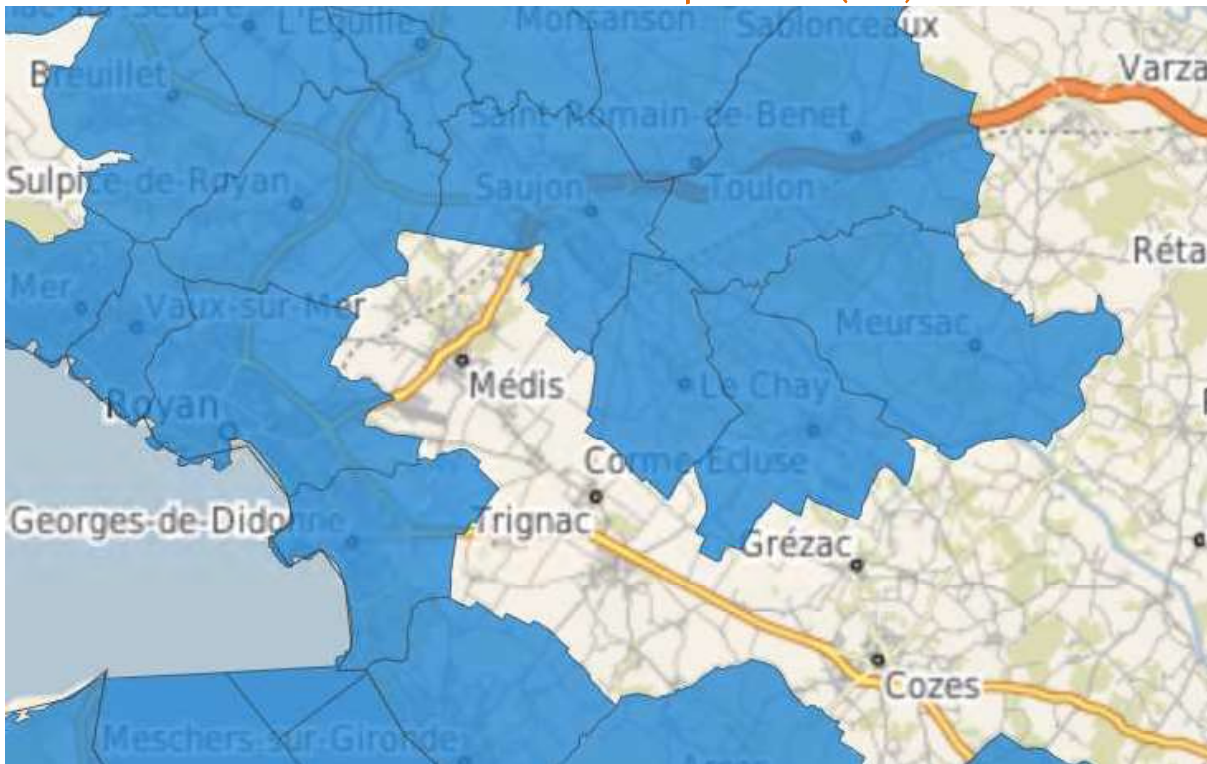 L'Eguille
Monsanson
Sablonceaux
Breuillet
Varza
Saint-Romain-de-Benet
Sulpice-de-Royan
Saujon
Toulon
Réta
Mer
Vaux-sur-Mer
Meursac
Médis
Le Chay
Royan
Corme-Ecluse
Georges-de-Didonne
Trignac
Grézac
Cozes
Meschers-sur-Gironde